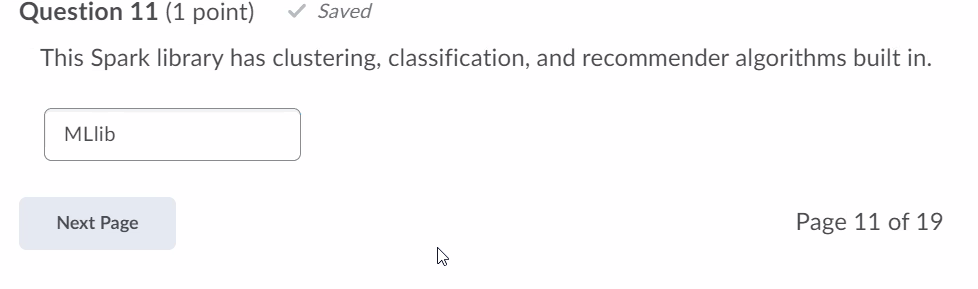 Question 11 (1 point) Saved
This Spark library has clustering, classification, and recommender algorithms built in.
MLlib
Next Page Page 11 of 19